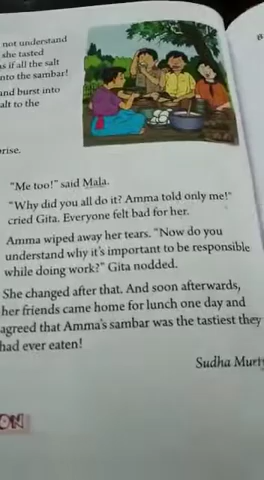 not understand
she tasted
s if all the salt
nto the sambar!
and burst into
alt to the
rise.
"Me too!" said Mala.
"Why did you all do it? Amma told only me!"
cried Gita. Everyone felt bad for her.
Amma wiped away her tears. "Now do you
understand why it's important to be responsible
while doing work?" Gita nodded.
She changed after that. And soon afterwards,
her friends came home for lunch one day and
agreed that Amma's sambar was the tastiest they
had ever eaten!
Sudha Murty
ON